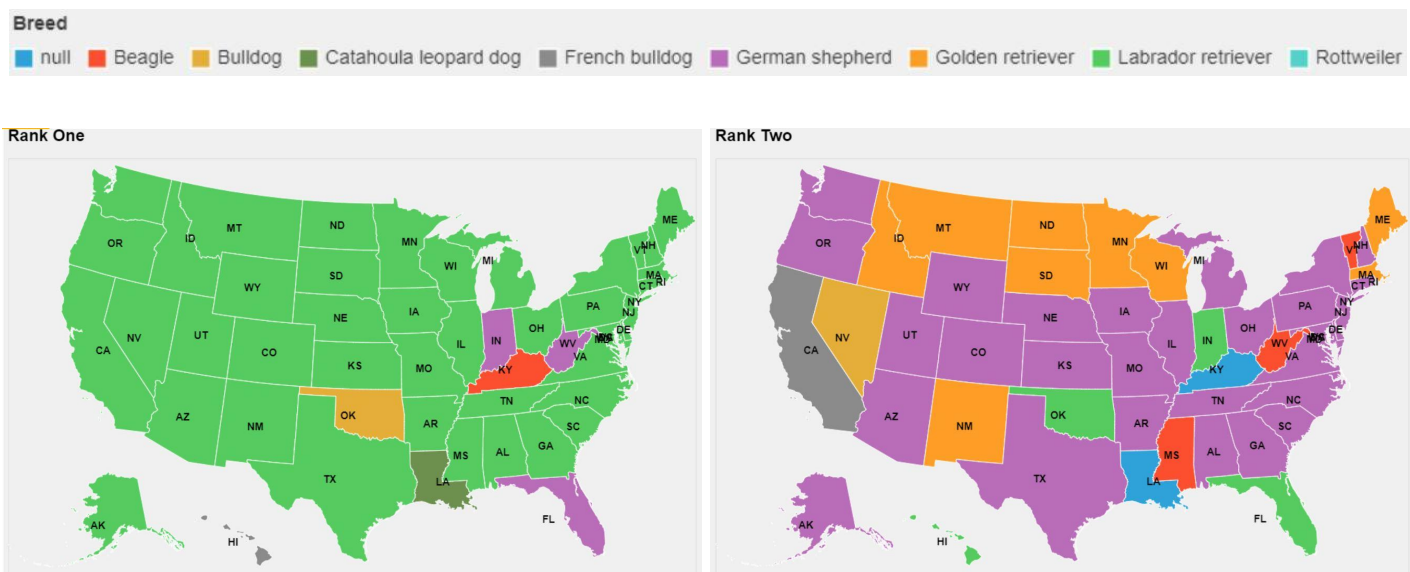 Breed
null Beagle Bulldog Catahoula leopard dog French bulldog German shepherd Golden retriever Labrador retriever Rottweiler
Rank One
ME
ND
MT
OR
ID
MN
VT NH
WI
MI
SD
MA
CT RI
WY
NY
PA
IA
NJ
NE
OH
DE
NV
UT
IL
IN
CA
CO
WV
VA
KS
MO
KY
TN
NC
AZ
OK
NM
AR
SC
MS
AL
GA
TX
LA
AK
HI
FL
Rank Two
ME
ND
MT
OR
ID
MN
VT NH
WI
MI
SD
MA
CT RI
WY
NY
PA
IA
NJ
NE
OH
DE
NV
UT
IL
IN
CA
CO
WV
VA
KS
MO
KY
TN
NC
AZ
OK
NM
AR
SC
MS
AL
GA
TX
LA
AK
HI
FL